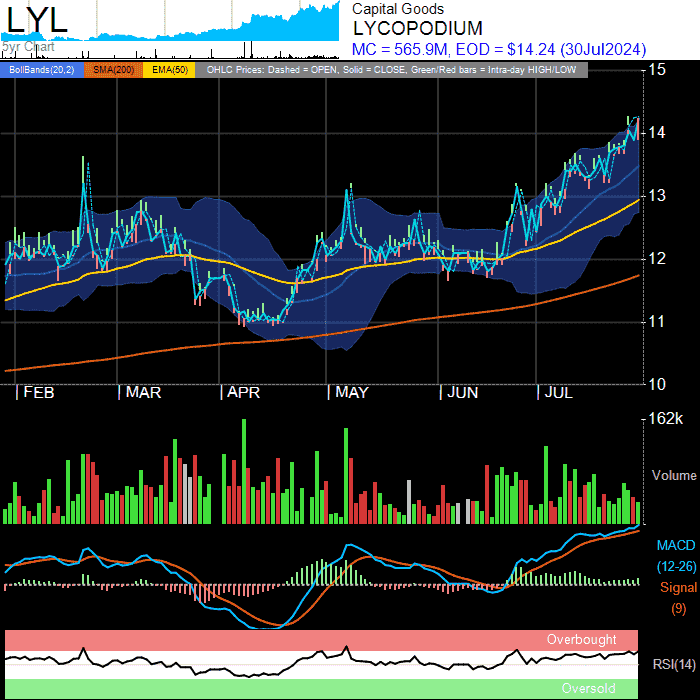 LYL
5yr Chart
Capital Goods
LYCOPODIUM
MC = 565.9M, EOD = $14.24 (30Jul2024)
BollBands(20,2) SMA(200) EMA(50) OHLC Prices: Dashed = OPEN, Solid = CLOSE, Green/Red bars = Intra-day HIGH/LOW
15
14
13
12
11
10
FEB MAR APR MAY JUN JUL
162k
Volume
MACD
(12-26)
Signal
(9)
Overbought
RSI(14)
Oversold